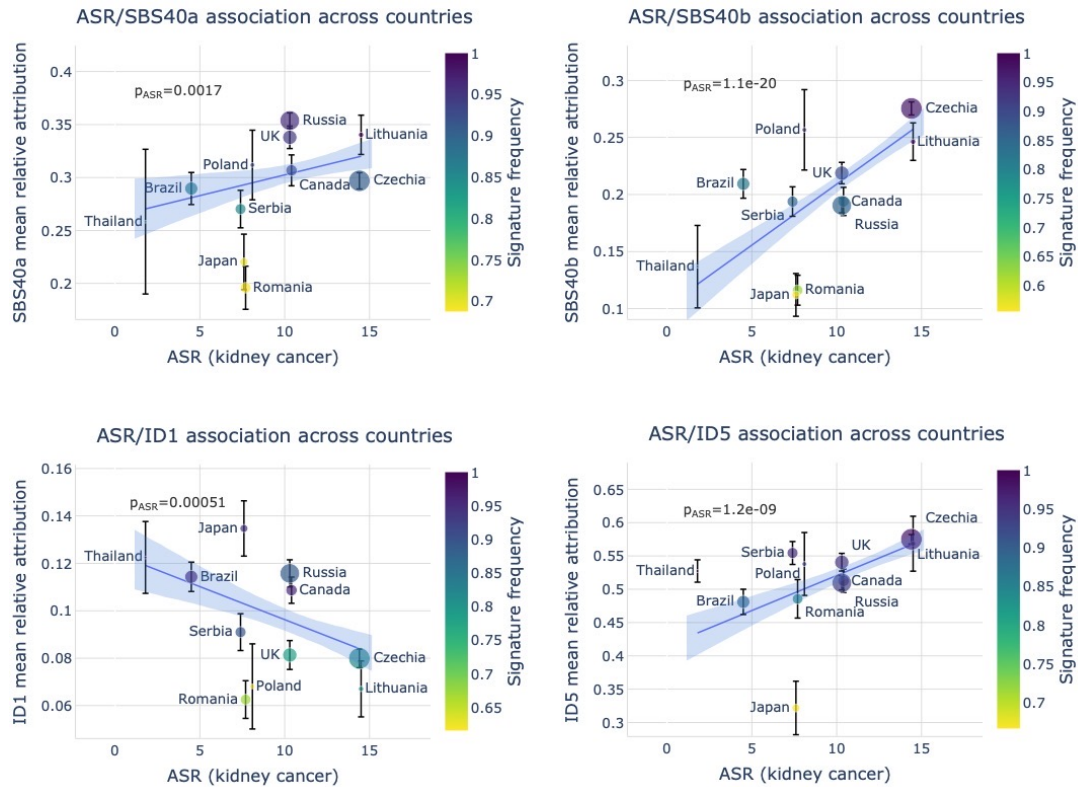 ASR/SBS40a association across countries
SBS40a mean relative attribution
0.4
0.35
0.3
0.25
0.2
pASR=0.0017
Russia
UK
Lithuania
Poland
Canada
Czechia
Brazil
Serbia
Thailand
Japan
Romania
0
5
10
15
ASR (kidney cancer)
1
0.95
0.9
0.85
0.8
0.75
0.7
Signature frequency
ASR/SBS40b association across countries
SBS40b mean relative attribution
0.3
0.25
0.2
0.15
0.1
pASR=1.1e-20
Czechia
Poland
Lithuania
UK
Brazil
Canada
Serbia
Russia
Thailand
Romania
Japan
0
5
10
15
ASR (kidney cancer)
1
0.9
0.8
0.7
0.6
Signature frequency
ASR/ID1 association across countries
ID1 mean relative attribution
0.16
0.14
0.12
0.1
0.08
0.06
pASR=0.00051
Japan
Thailand
Brazil
Russia
Canada
Serbia
UK
Czechia
Poland
Lithuania
Romania
0
5
10
15
ASR (kidney cancer)
1
0.95
0.9
0.85
0.8
0.75
0.7
0.65
Signature frequency
ASR/ID5 association across countries
ID5 mean relative attribution
0.65
0.6
0.55
0.5
0.45
0.4
0.35
0.3
pASR=1.2e-09
Czechia
Serbia
UK
Lithuania
Thailand
Poland
Canada
Brazil
Romania
Russia
Japan
0
5
10
15
ASR (kidney cancer)
1
0.95
0.9
0.85
0.8
0.75
0.7
Signature frequency